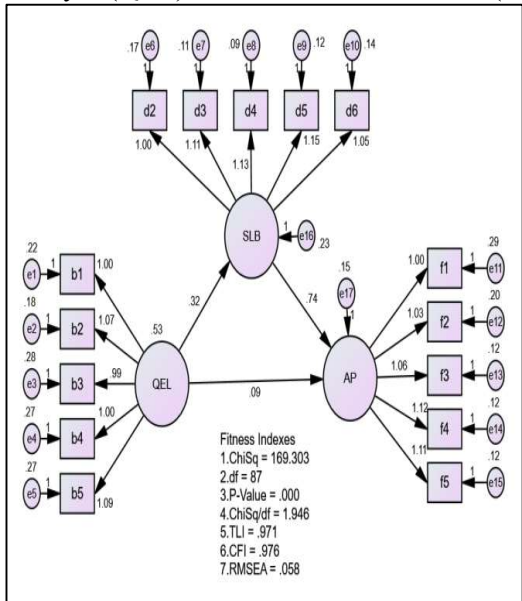 .17 e6 .11 e7 .09 e8 .12 e9 .14 e10
1 1 1 1 1
d2 d3 d4 d5 d6
1.00 1.11 1.13 1.15 1.05
SLB 1 e16
.23
.22 e1 1 b1 1.00
.18 e2 1 b2 1.07
.28 e3 1 b3 .99
.27 e4 1 b4 1.00
.27 e5 1 b5 1.09
.53
QEL
.32
.74
.09
.15
e17
1
AP
1.00 f1 1 .29 e11
1.03 f2 1 .20 e12
1.06 f3 1 .12 e13
1.12 f4 1 .12 e14
1.11 f5 1 .12 e15
Fitness Indexes
1.ChiSq = 169.303
2.df = 87
3.P-Value = .000
4.ChiSq/df = 1.946
5.TLI = .971
6.CFI = .976
7.RMSEA = .058